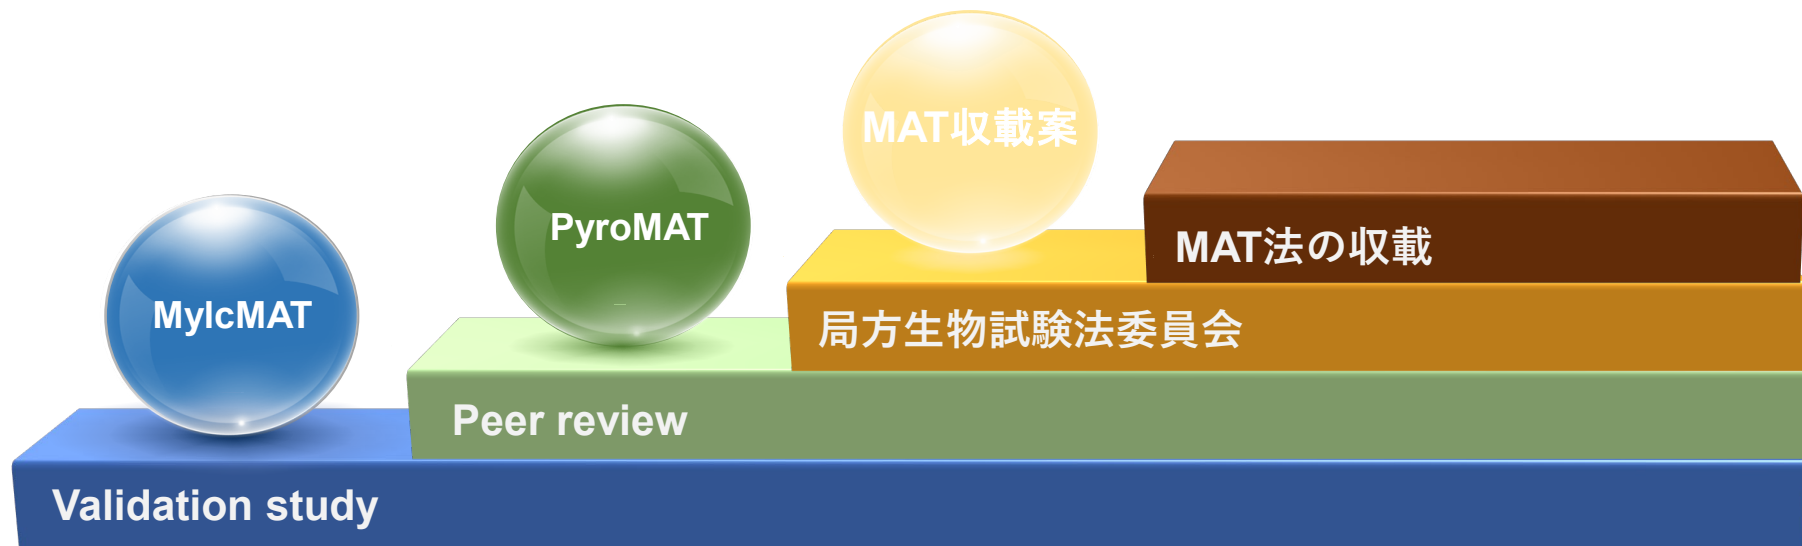 MylcMAT
Validation study
PyroMAT
Peer review
MAT収載案
局方生物試験法委員会
MAT法の収載